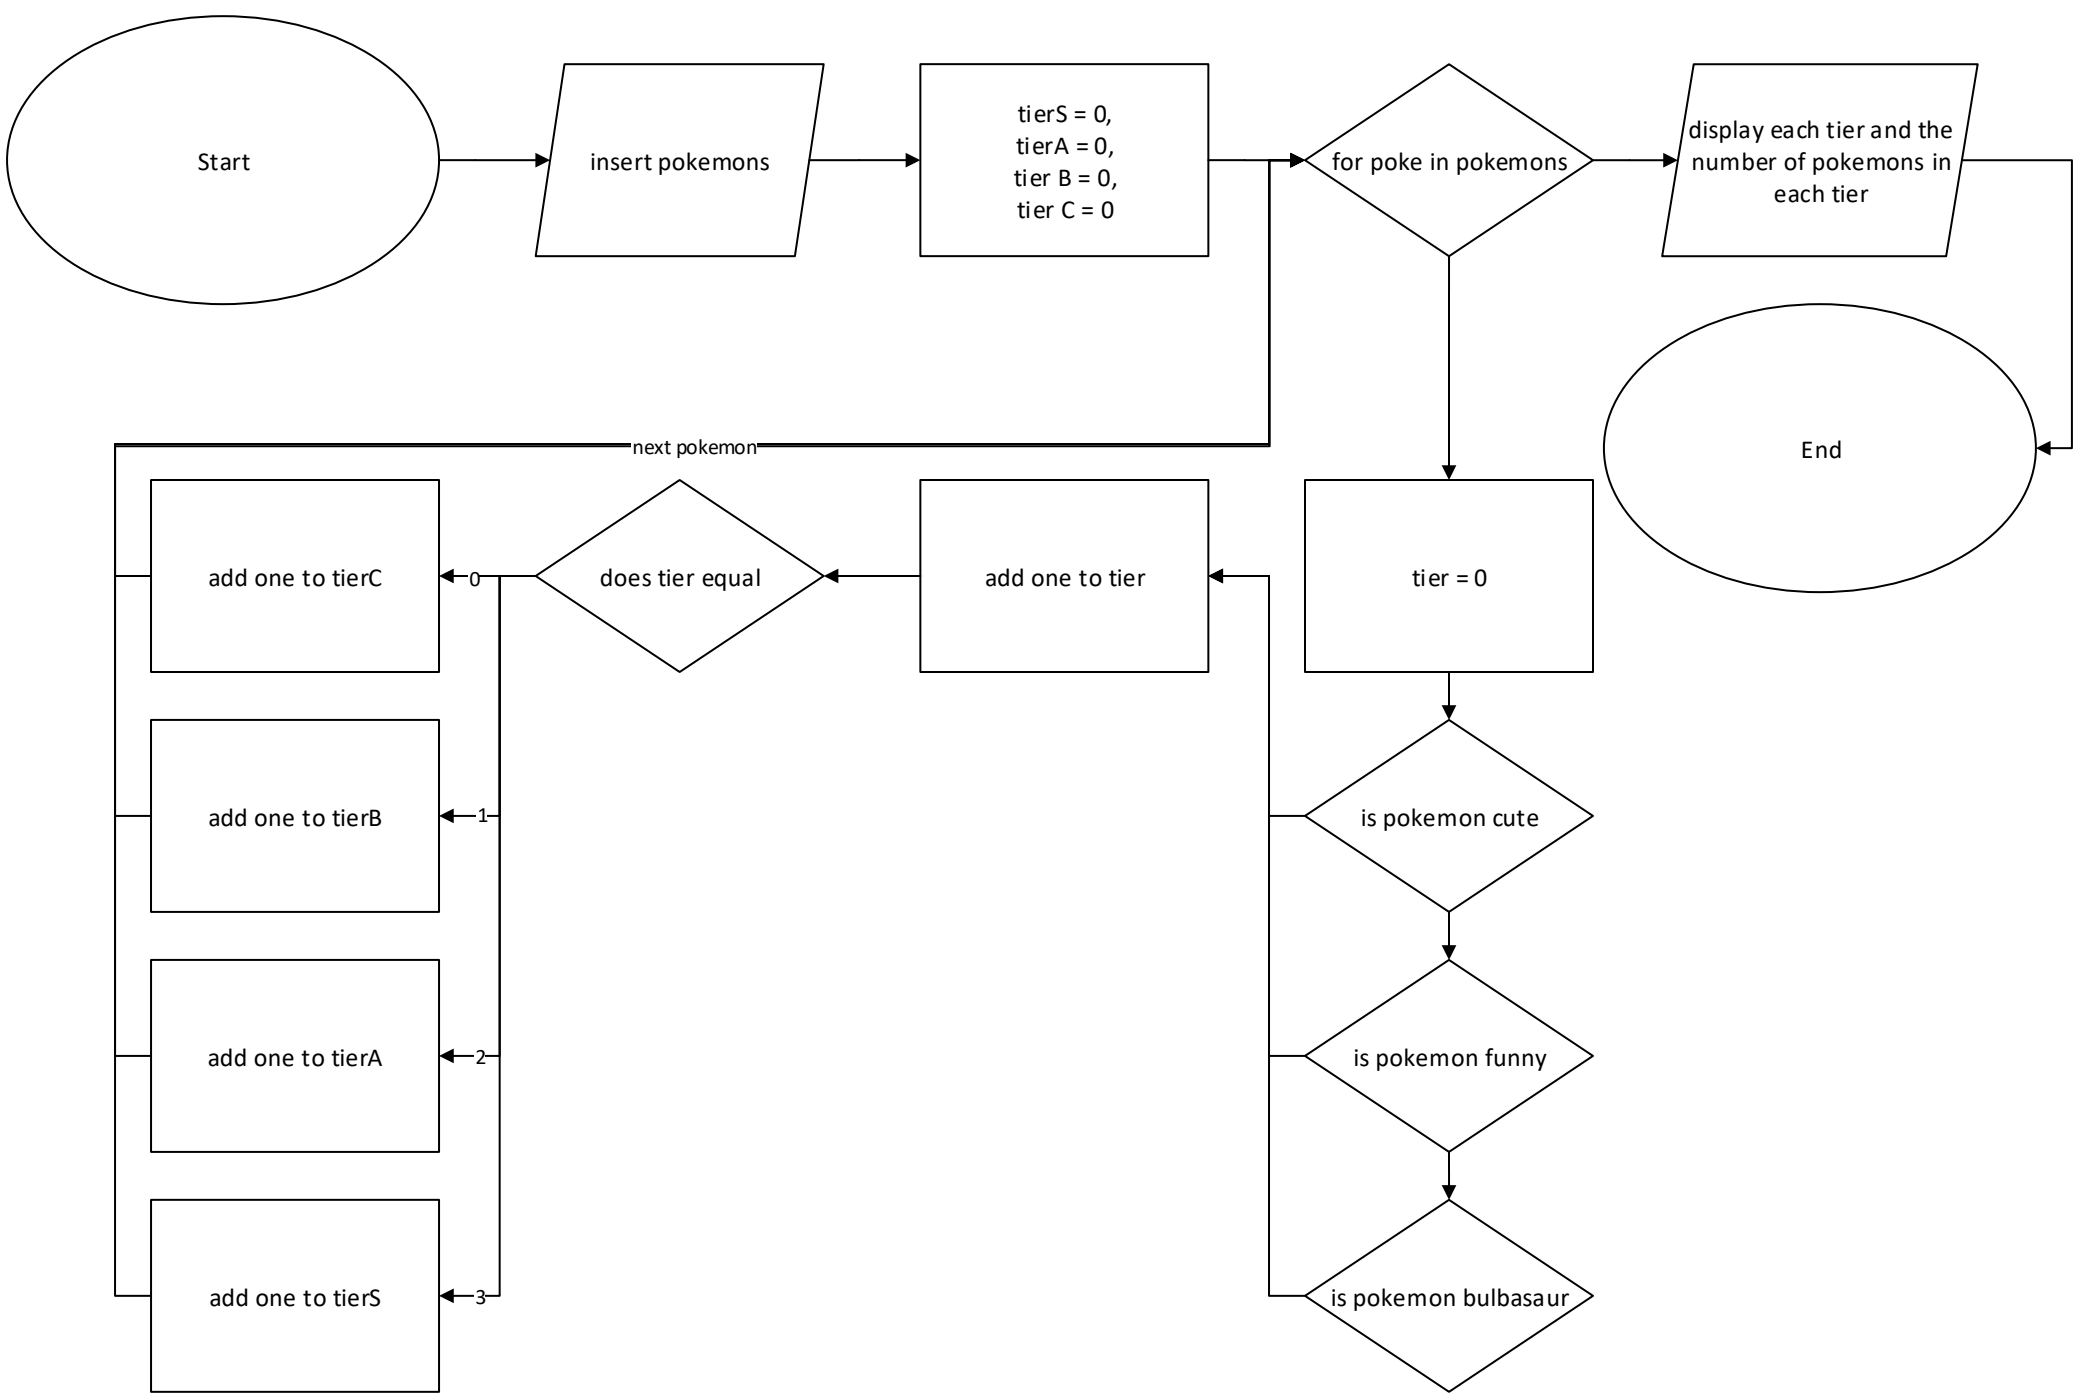 Start
insert pokemons
tierS = 0,
tierA = 0,
tier B = 0,
tier C = 0
for poke in pokemons
display each tier and the
number of pokemons in
each tier
End
next pokemon
add one to tierC
0
does tier equal
add one to tier
tier = 0
add one to tierB
1
is pokemon cute
add one to tierA
2
is pokemon funny
add one to tierS
3
is pokemon bulbasaur